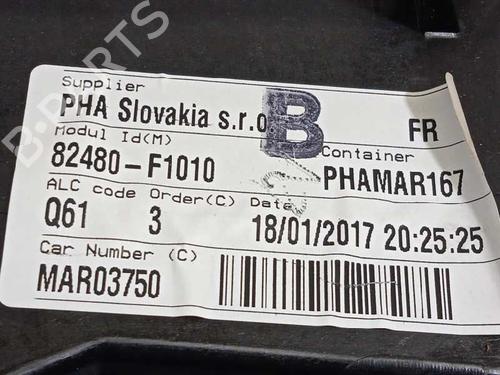 Supplier
PHA Slovakia s.r.o
B
FR
Modul Id(M)
82480-F1010
Container
PHAMAR167
ALC code Order(C) Date
Q61 3 18/01/2017 20:25:25
Car Number (C)
MAR03750
B-PARTS